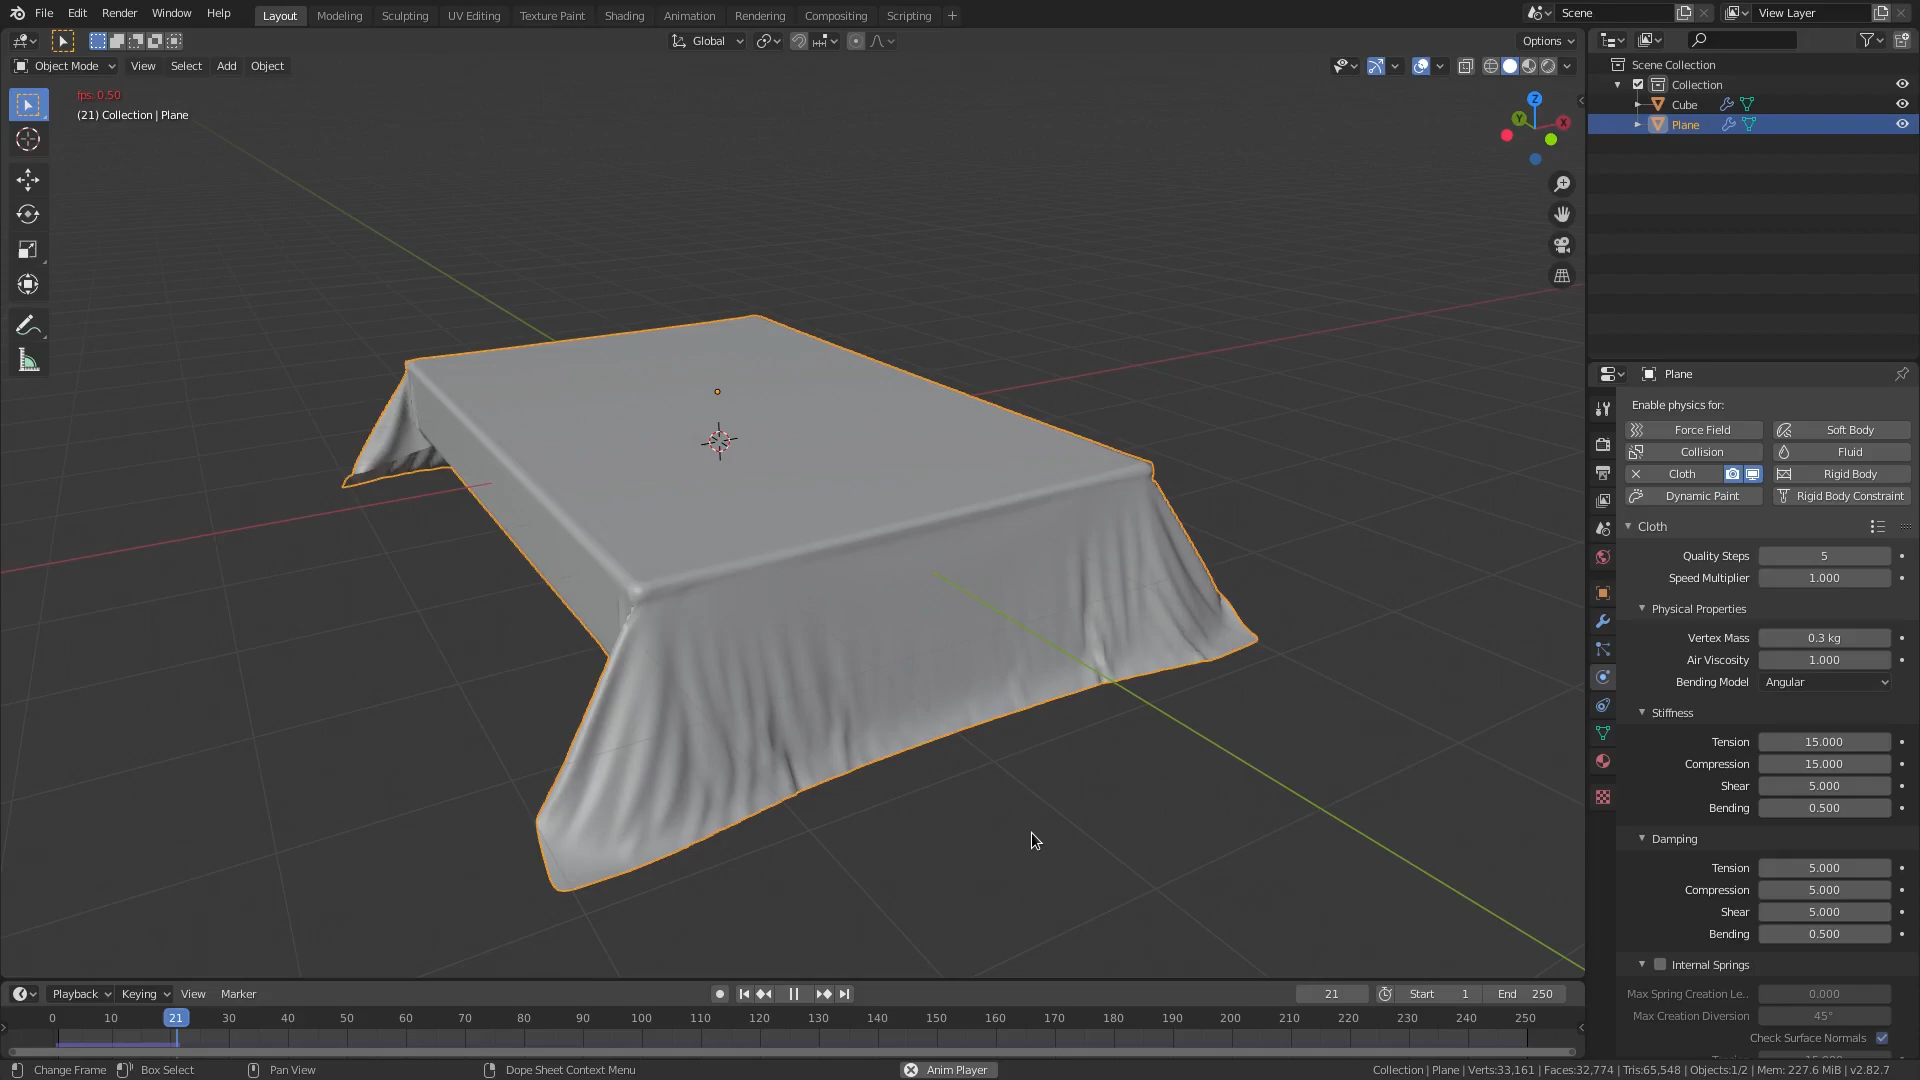 File Edit Render Window Help Layout Modeling Sculpting UV Editing Texture Paint Shading Animation Rendering Compositing Scripting + Scene View Layer
Global Options
Object Mode View Select Add Object
fps: 0.50
(21) Collection | Plane
Z
Y X
Scene Collection
Collection
Cube
Plane
Plane
Enable physics for:
Force Field Soft Body
Collision Fluid
Cloth Rigid Body
Dynamic Paint Rigid Body Constraint
Cloth
Quality Steps 5
Speed Multiplier 1.000
Physical Properties
Vertex Mass 0.3 kg
Air Viscosity 1.000
Bending Model Angular
Stiffness
Tension 15.000
Compression 15.000
Shear 5.000
Bending 0.500
Damping
Tension 5.000
Compression 5.000
Shear 5.000
Bending 0.500
Internal Springs
Max Spring Creation Le.. 0.000
Max Creation Diversion 45°
Check Surface Normals
Playback Keying View Marker 21 Start 1 End 250
0 10 21 30 40 50 60 70 80 90 100 110 120 130 140 150 160 170 180 190 200 210 220 230 240 250
Change Frame Box Select Pan View Dope Sheet Context Menu Anim Player Collection | Plane | Verts:33,161 | Faces:32,774 | Tris:65,548 | Objects:1/2 | Mem: 227.6 MiB | v2.82.7